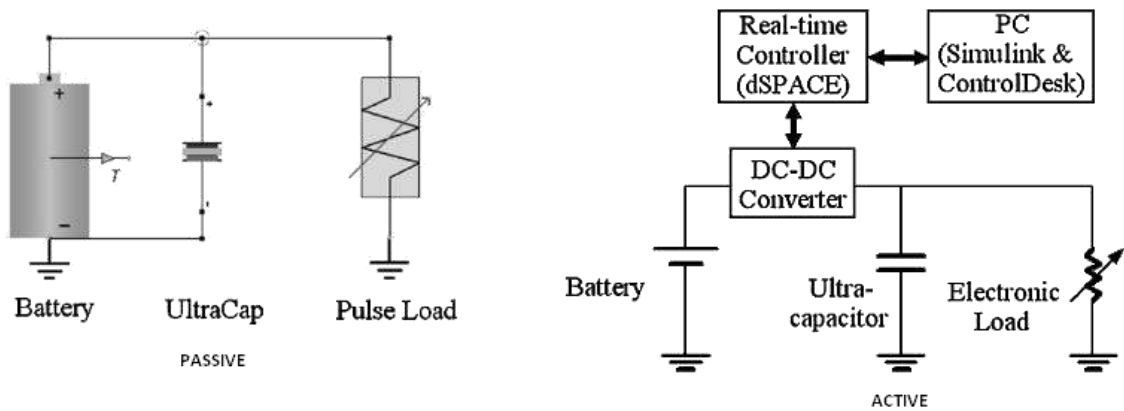 +
T
−
+
'
Battery
UltraCap
Pulse Load
PASSIVE
Real-time
Controller
(dSPACE)
PC
(Simulink &
ControlDesk)
DC-DC
Converter
Battery
Ultra-
capacitor
Electronic
Load
ACTIVE